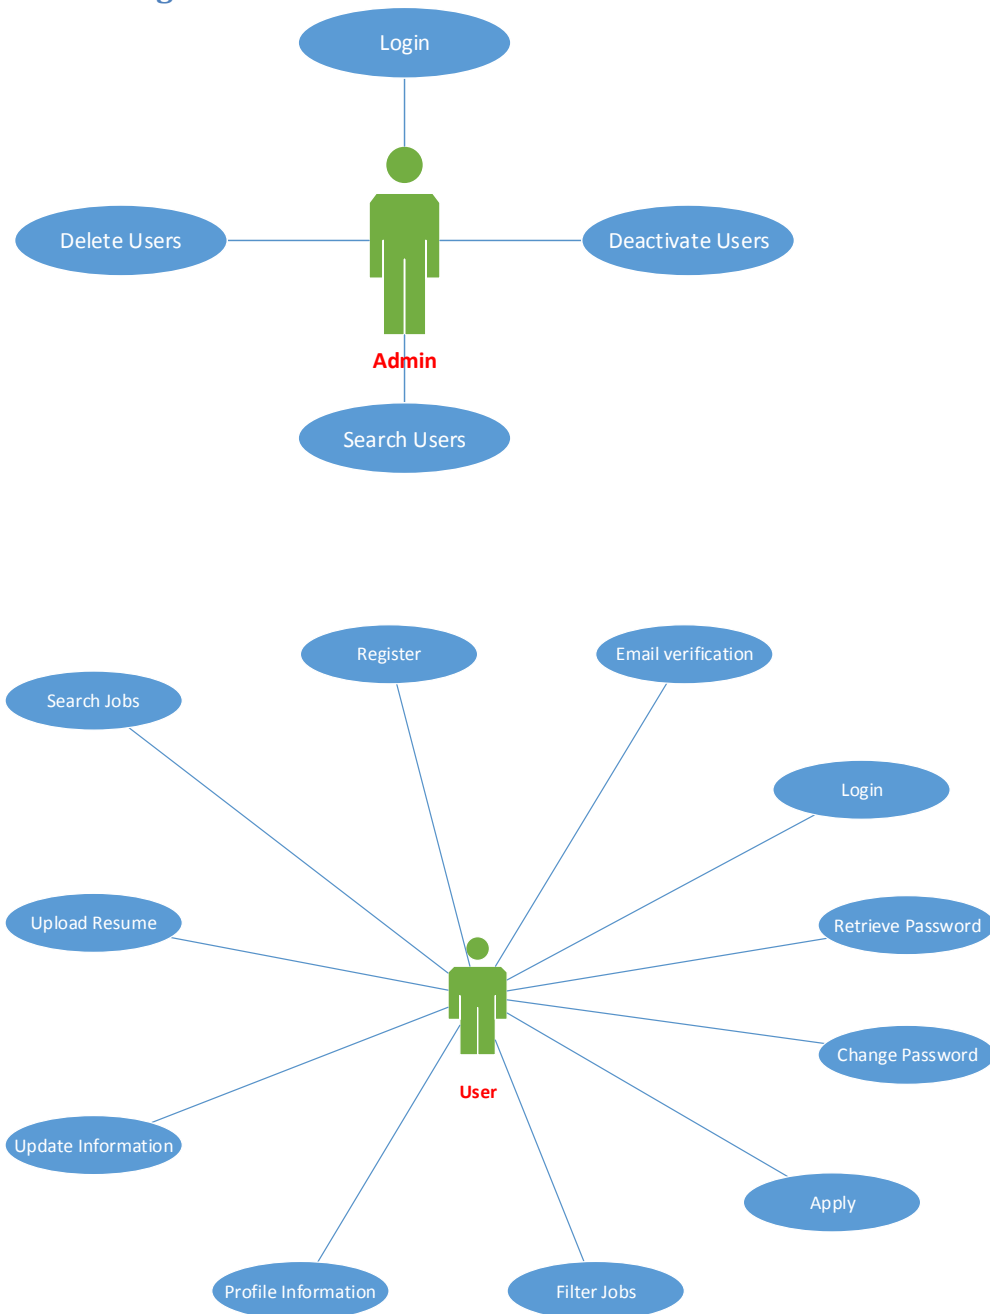 Login
Delete Users
Deactivate Users
Admin
Search Users
Register
Email verification
Search Jobs
Login
Upload Resume
Retrieve Password
Change Password
User
Update Information
Apply
Profile Information
Filter Jobs